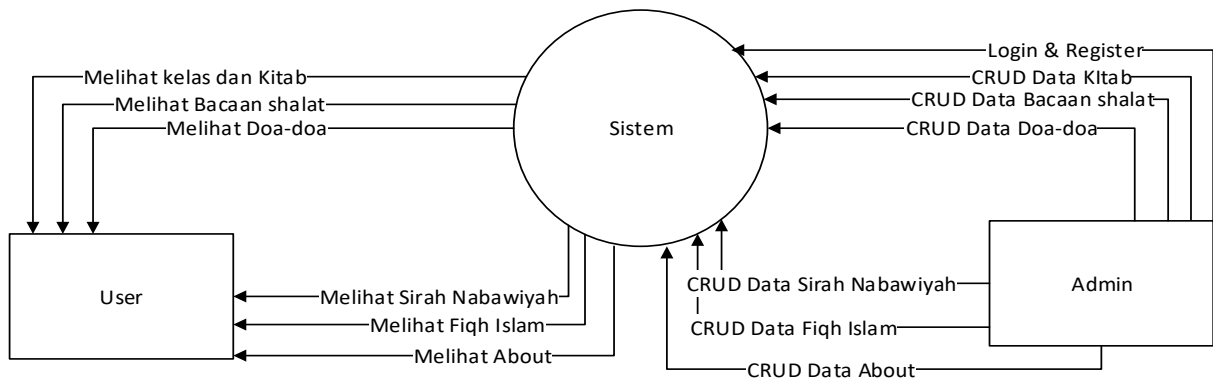 Login & Register
Melihat kelas dan Kitab
CRUD Data KItab
Melihat Bacaan shalat
CRUD Data Bacaan shalat
Melihat Doa-doa
Sistem
CRUD Data Doa-doa
User
Admin
CRUD Data Sirah Nabawiyah
Melihat Sirah Nabawiyah
Melihat Fiqh Islam
CRUD Data Fiqh Islam
Melihat About
CRUD Data About